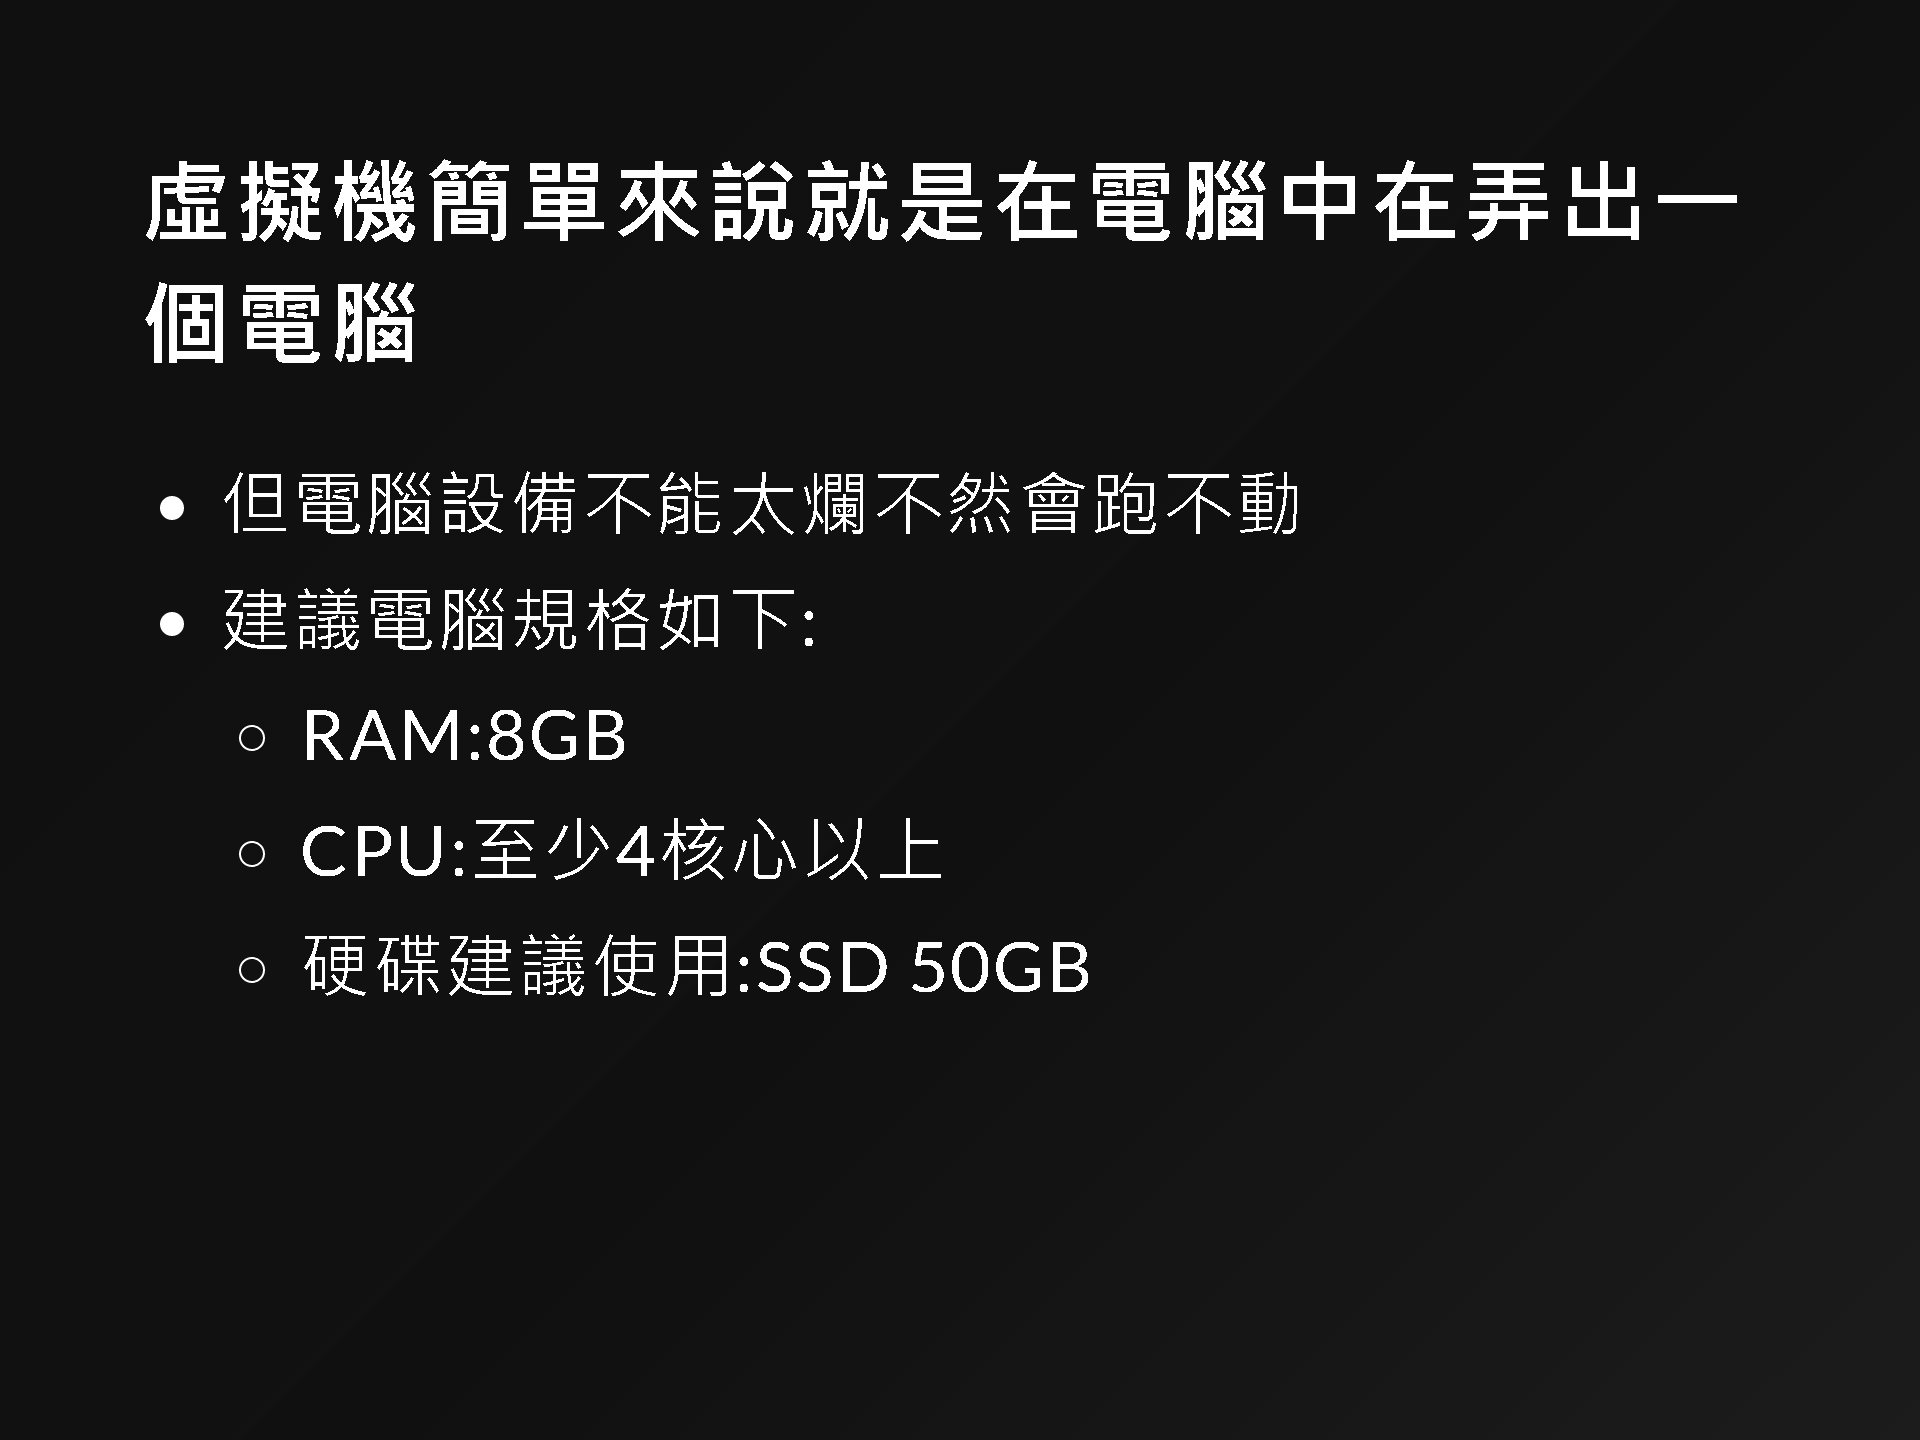 虛擬機簡單來說就是在電腦中在弄出一
個電腦
但電腦設備不能太爛不然會跑不動
建議電腦規格如下:
RAM:8GB
CPU:至少4核心以上
硬碟建議使用:SSD 50GB